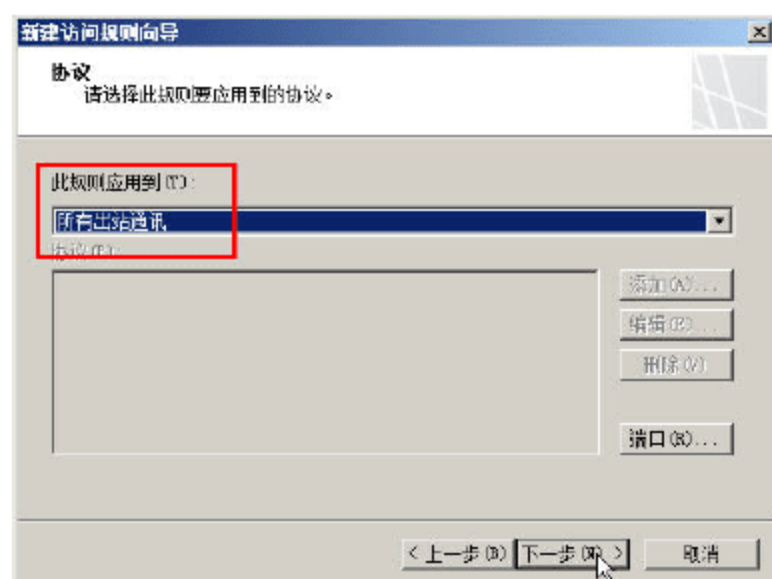 新建访问规则向导
协议
请选择此规则要应用到的协议。
此规则应用到(T):
所有出站通讯
协议(P):
添加(A)...
编辑(E)...
删除(V)
端口(R)...
<上一步(B)
下一步(N)>
取消